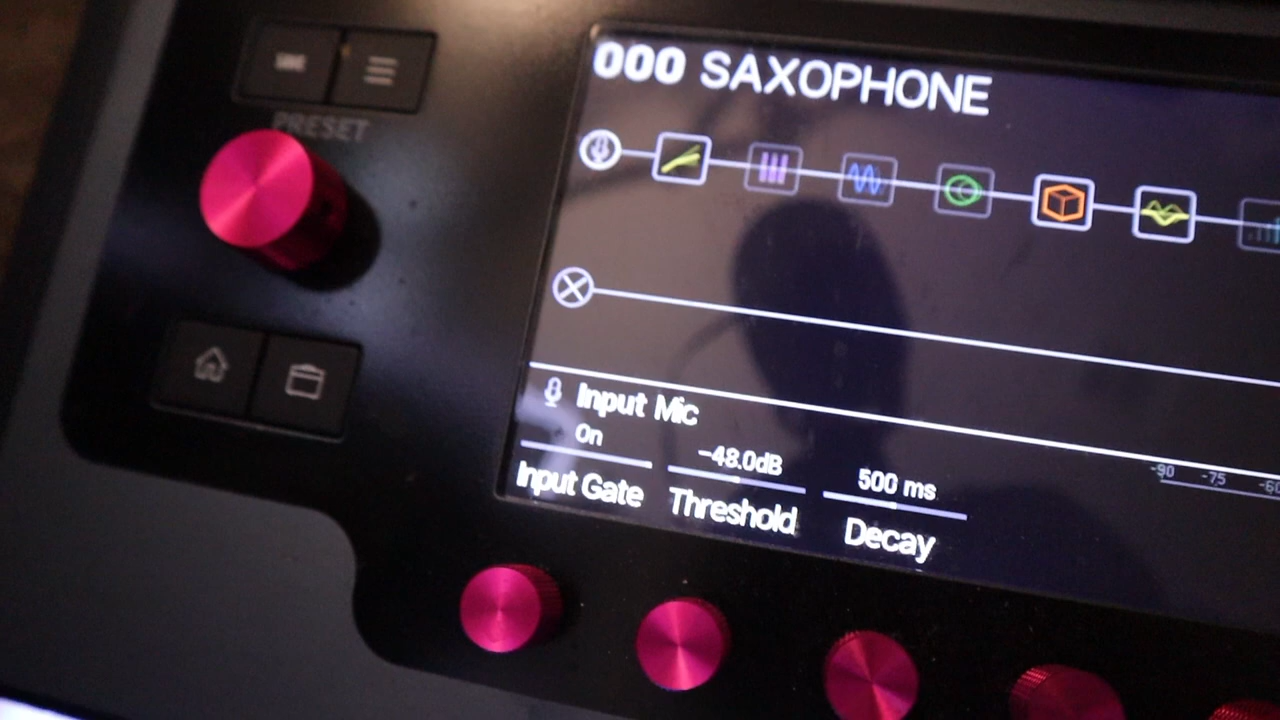 000 SAXOPHONE
PRESET
Input Mic
On
-48.0dB
500 ms
Input Gate
Threshold
Decay
-90 -75 -60